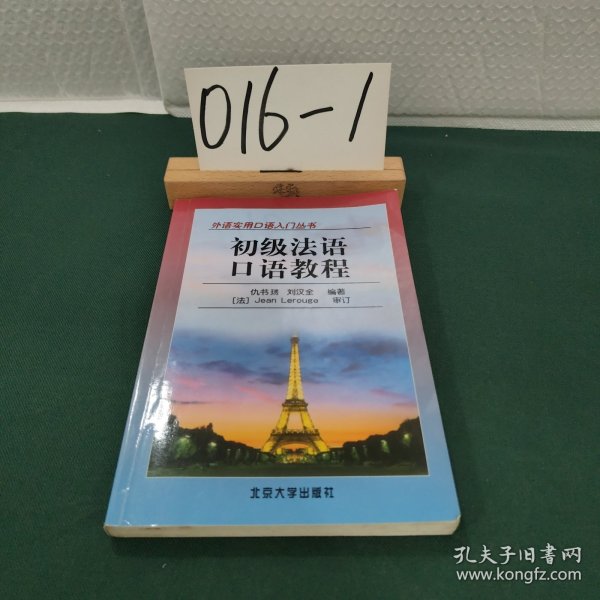 016-1
外语实用口语入门丛书
初级法语
口语教程
仇书琪 刘汉全 编著
[法] Jean Lerouge 审订
北京大学出版社
孔夫子旧书网
www.kongfz.com